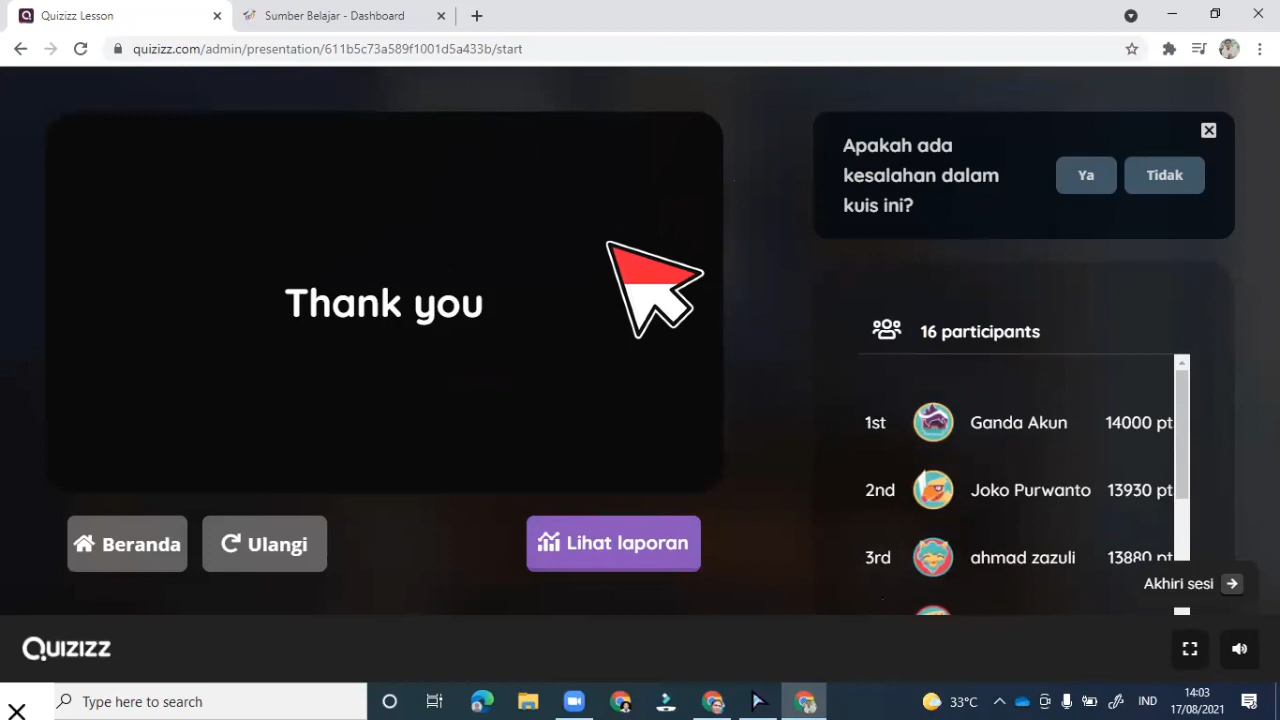 Quizizz Lesson
Sumber Belajar - Dashboard
quizizz.com/admin/presentation/611b5c73a589f1001d5a433b/start
Thank you
Apakah ada
kesalahan dalam
kuis ini?
Ya
Tidak
16 participants
1st Ganda Akun 14000 pt
2nd Joko Purwanto 13930 pt
3rd ahmad zazuli 13880 pt
Beranda
Ulangi
Lihat laporan
Akhiri sesi
Quizizz
Type here to search
33°C
IND
14:03
17/08/2021